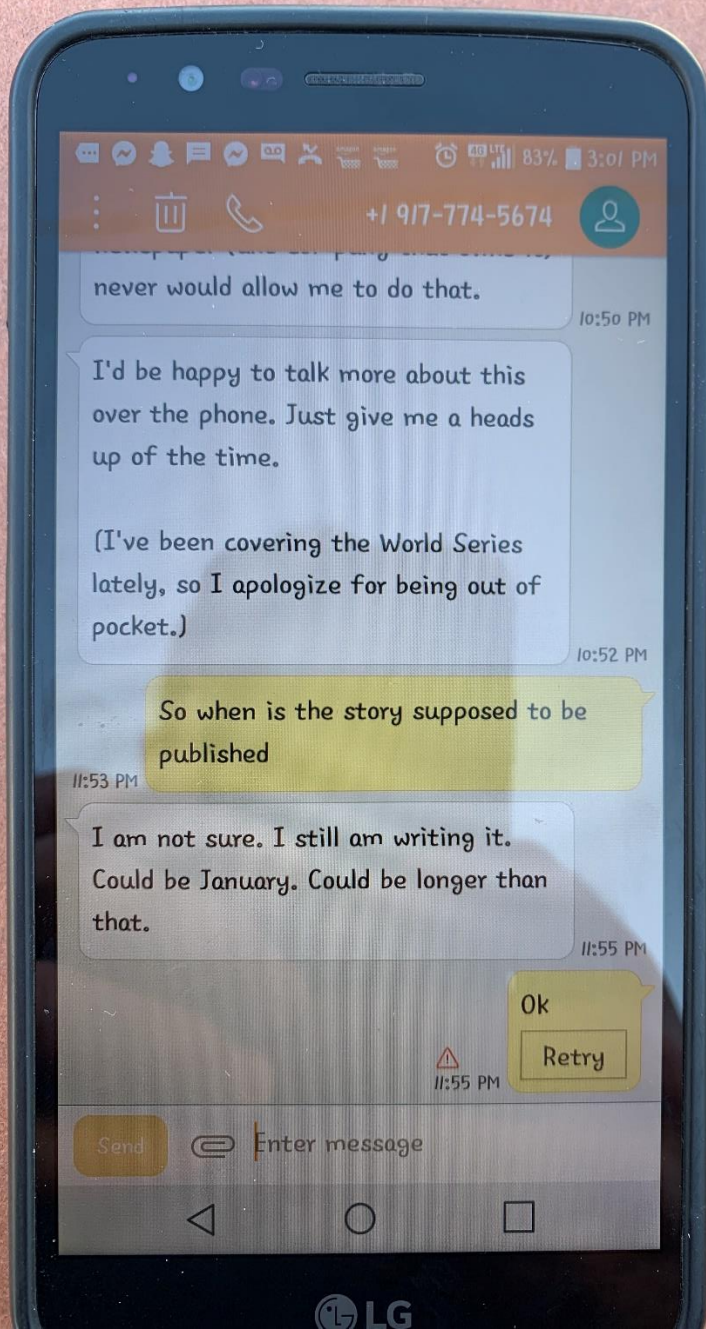 83% 3:01 PM
+1 917-774-5674
never would allow me to do that.
10:50 PM
I'd be happy to talk more about this
over the phone. Just give me a heads
up of the time.
(I've been covering the World Series
lately, so I apologize for being out of
pocket.)
10:52 PM
So when is the story supposed to be
published
11:53 PM
I am not sure. I still am writing it.
Could be January. Could be longer than
that.
11:55 PM
Ok
Retry
11:55 PM
Send
Enter message
LG